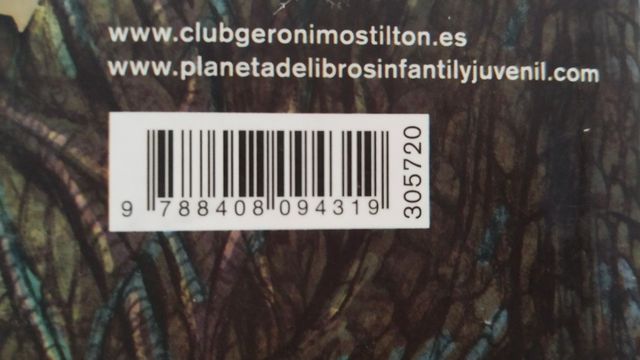 www.clubgeronimostilton.es
www.planetadelibrosinfantilyjuvenil.com
9 788408 094319
305720